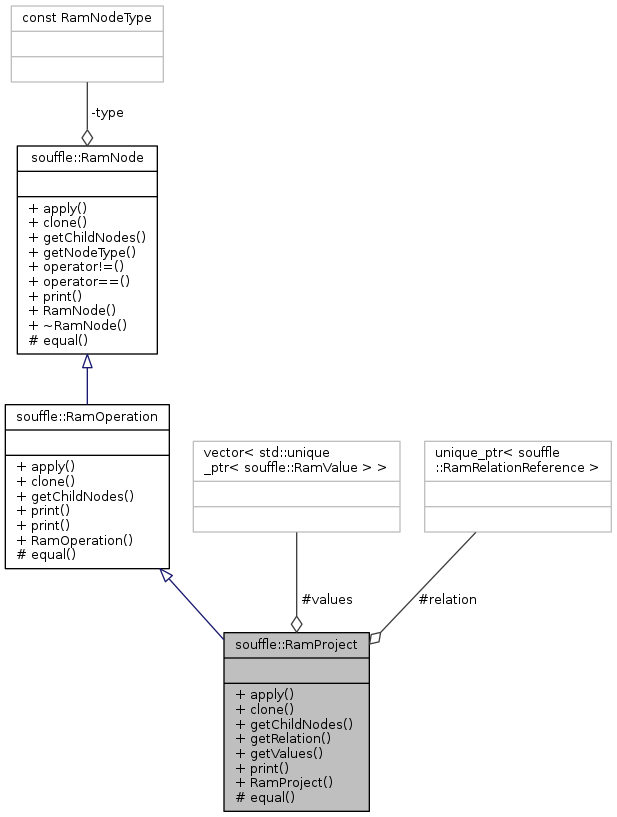 const RamNodeType
-type
souffle::RamNode
+ apply()
+ clone()
+ getChildNodes()
+ getNodeType()
+ operator!=()
+ operator==()
+ print()
+ RamNode()
+ ~RamNode()
# equal()
souffle::RamOperation
+ apply()
+ clone()
+ getChildNodes()
+ print()
+ print()
+ RamOperation()
# equal()
vector< std::unique
_ptr< souffle::RamValue > >
unique_ptr< souffle
::RamRelationReference >
#values
#relation
souffle::RamProject
+ apply()
+ clone()
+ getChildNodes()
+ getRelation()
+ getValues()
+ print()
+ RamProject()
# equal()